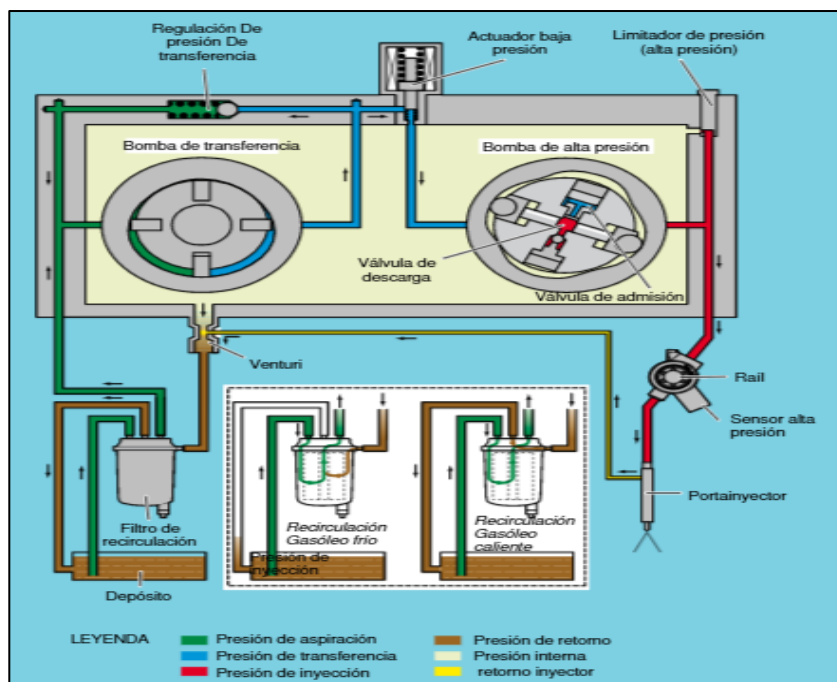 Regulación De
presión De
transferencia
Actuador baja
presión
Limitador de presión
(alta presión)
Bomba de transferencia
Bomba de alta presión
Válvula de
descarga
Válvula de admisión
Venturi
Raíl
Sensor alta
presión
Portainyector
Filtro de
recirculación
Depósito
Recirculación
Gasóleo frío
Presión de
inyección
Recirculación
Gasóleo
caliente
LEYENDA
Presión de aspiración
Presión de transferencia
Presión de inyección
Presión de retorno
Presión interna
retorno inyector